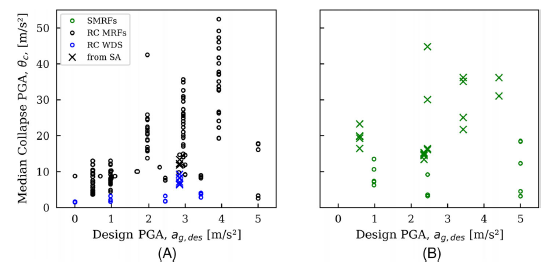 A.
B.
SMRFs
RC MRFs
RC WDS
from SA
Median Collapse PGA, θc, [m/s²]
50
40
30
20
10
0
0 1 2 3 4 5
0 1 2 3 4 5
Design PGA, ag,des [m/s²]
Design PGA, ag,des [m/s²]
(A)
(B)